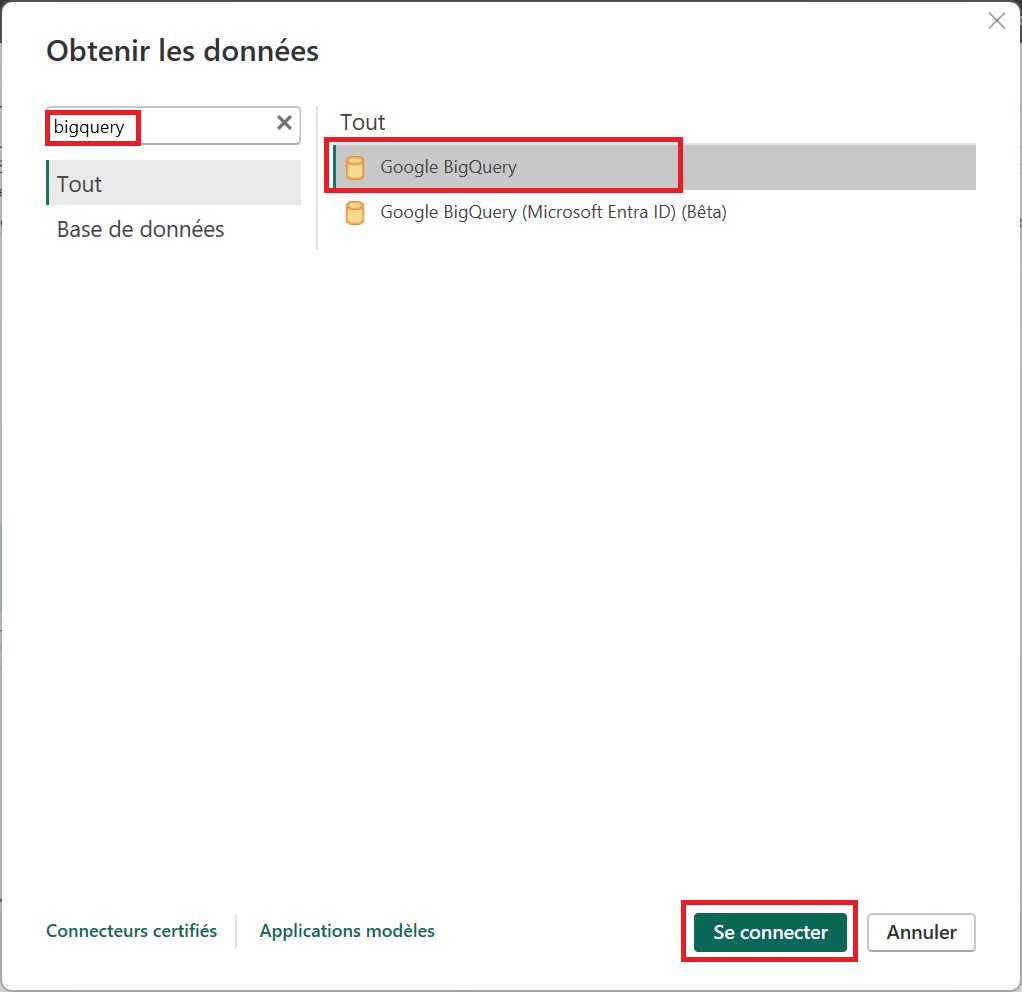 Obtenir les données
bigquery
Tout
Base de données
Tout
Google BigQuery
Google BigQuery (Microsoft Entra ID) (Bêta)
Connecteurs certifiés
Applications modèles
Se connecter
Annuler